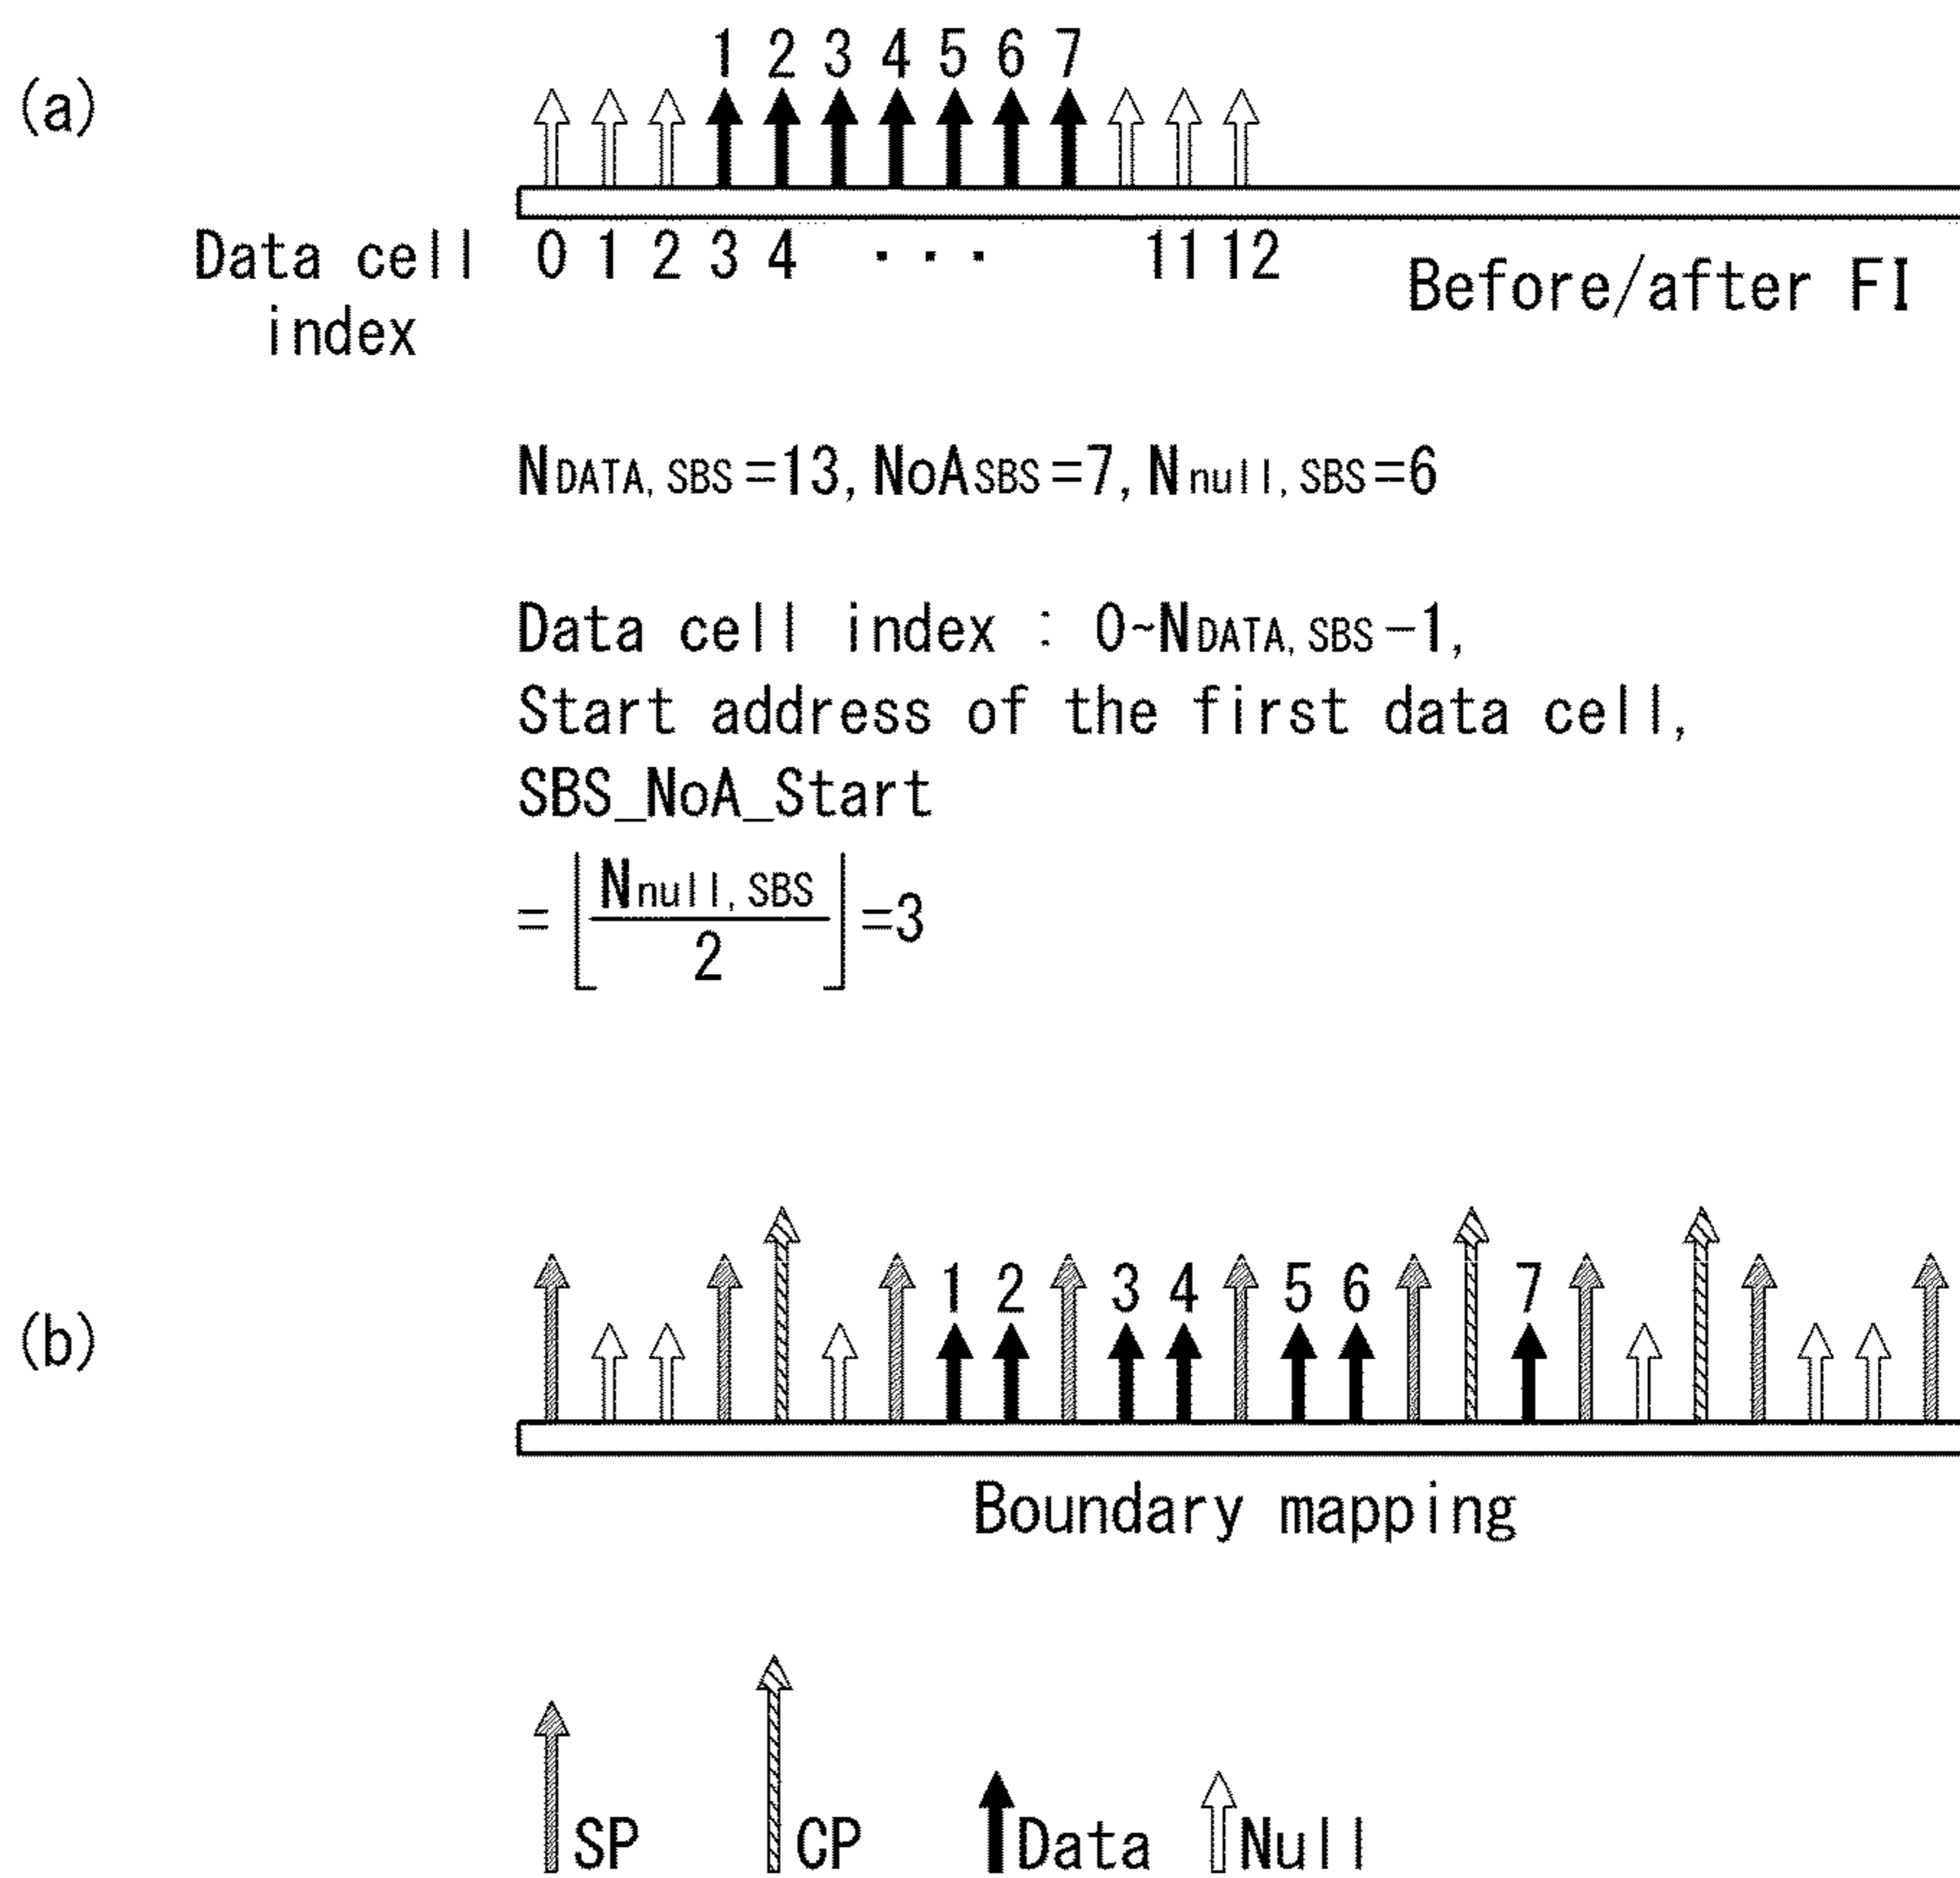 (a)
1 2 3 4 5 6 7
Data cell index
0 1 2 3 4 ··· 11 12
Before/after FI
NDATA, SBS =13, NoASBS =7, Nnull, SBS =6
Data cell index : 0~NDATA, SBS −1,
Start address of the first data cell,
SBS_NoA_Start
= ⌊Nnull, SBS / 2⌋ =3
(b)
1 2 3 4 5 6 7
Boundary mapping
SP CP Data Null